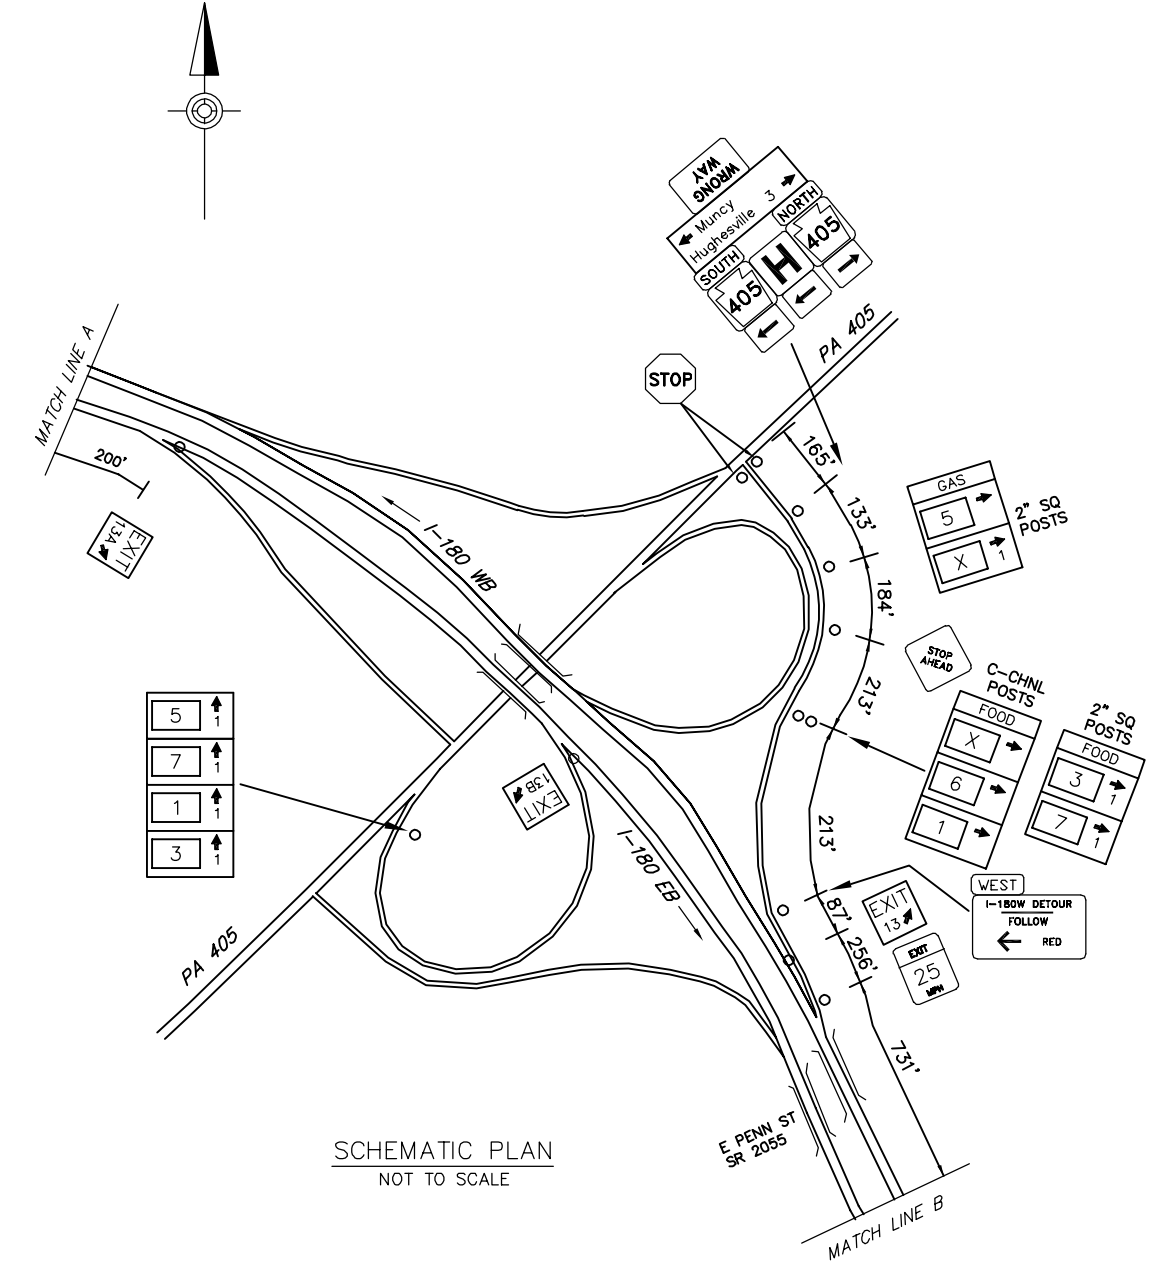 WRONG
WAY
Muncy 3
Hughesville
NORTH
405
H
SOUTH
405
PA 405
STOP
MATCH LINE A
200'
EXIT
13A
I-180 WB
165'
133'
184'
213'
213'
87'
256'
731'
GAS
5
X
1
2" SQ
POSTS
STOP
AHEAD
C-CHNL
POSTS
FOOD
X
6
1
2" SQ
POSTS
FOOD
3
1
7
1
5
1
7
1
1
1
3
1
EXIT
13B
I-180 EB
WEST
I-180W DETOUR
FOLLOW
RED
EXIT
13
EXIT
25
MPH
PA 405
E PENN ST
SR 2055
SCHEMATIC PLAN
NOT TO SCALE
MATCH LINE B